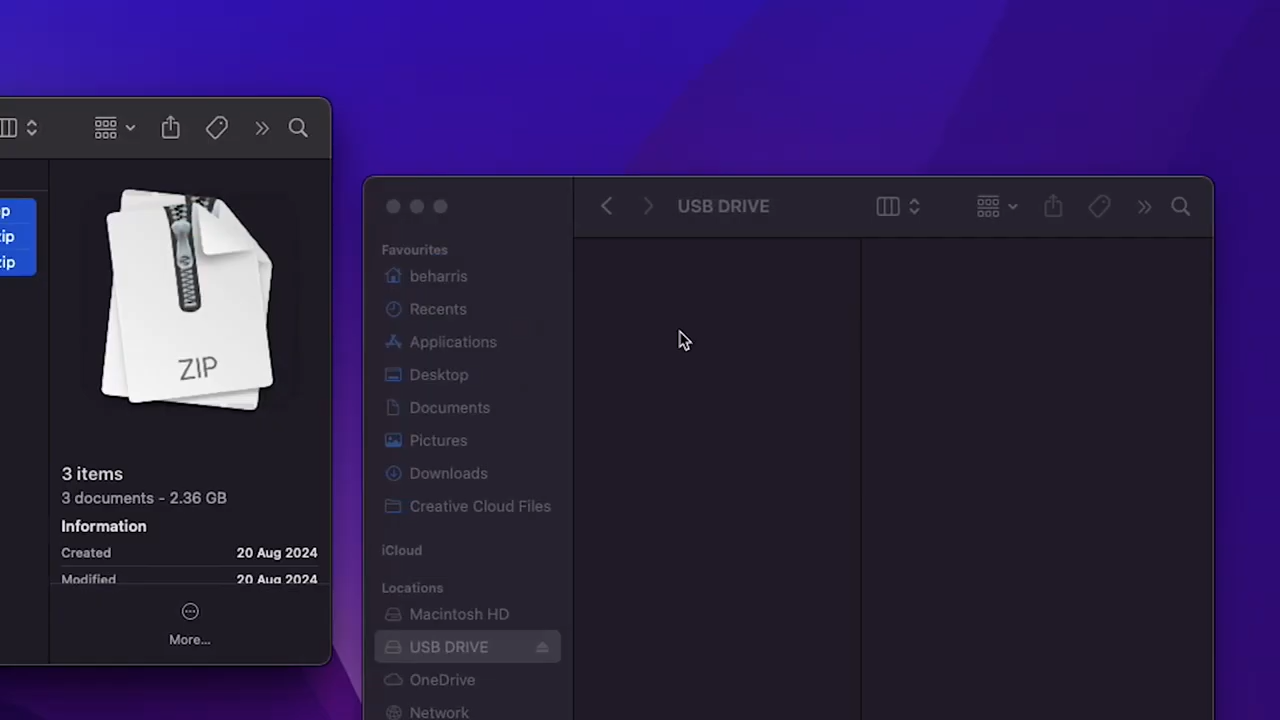 p
zip
zip
ZIP
3 items
3 documents - 2.36 GB
Information
Created 20 Aug 2024
Modified 20 Aug 2024
More...
USB DRIVE
Favourites
beharris
Recents
Applications
Desktop
Documents
Pictures
Downloads
Creative Cloud Files
iCloud
Locations
Macintosh HD
USB DRIVE
OneDrive
Network